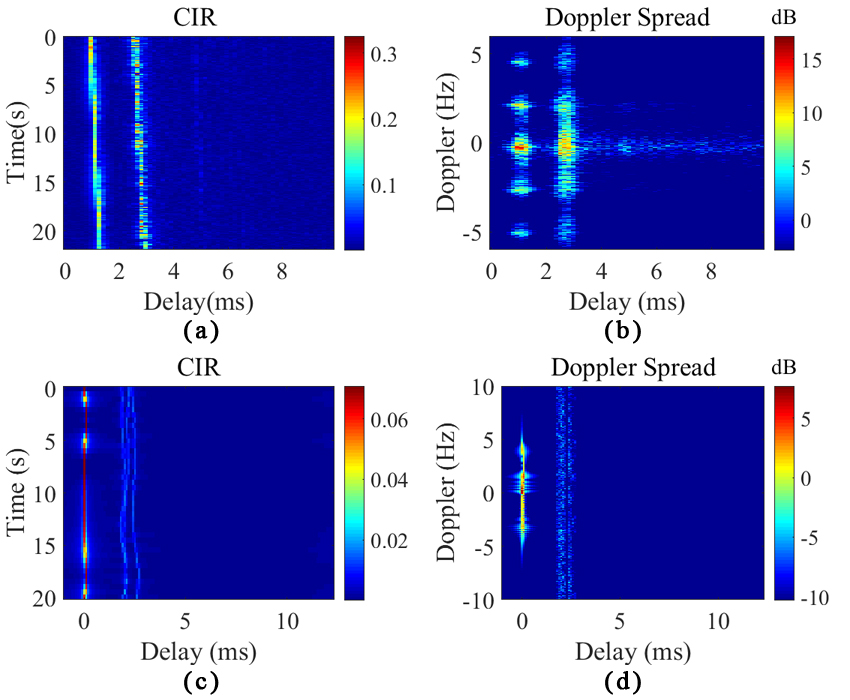 CIR
0
5
10
15
20
Time(s)
0 2 4 6 8
Delay(ms)
0.3
0.2
0.1
(a)
Doppler Spread
dB
5
0
-5
Doppler (Hz)
0 2 4 6 8
Delay (ms)
15
10
5
0
(b)
CIR
0
5
10
15
20
Time (s)
0 5 10
Delay (ms)
0.06
0.04
0.02
(c)
Doppler Spread
dB
10
5
0
-5
-10
Doppler (Hz)
0 5 10
Delay (ms)
5
0
-5
-10
(d)